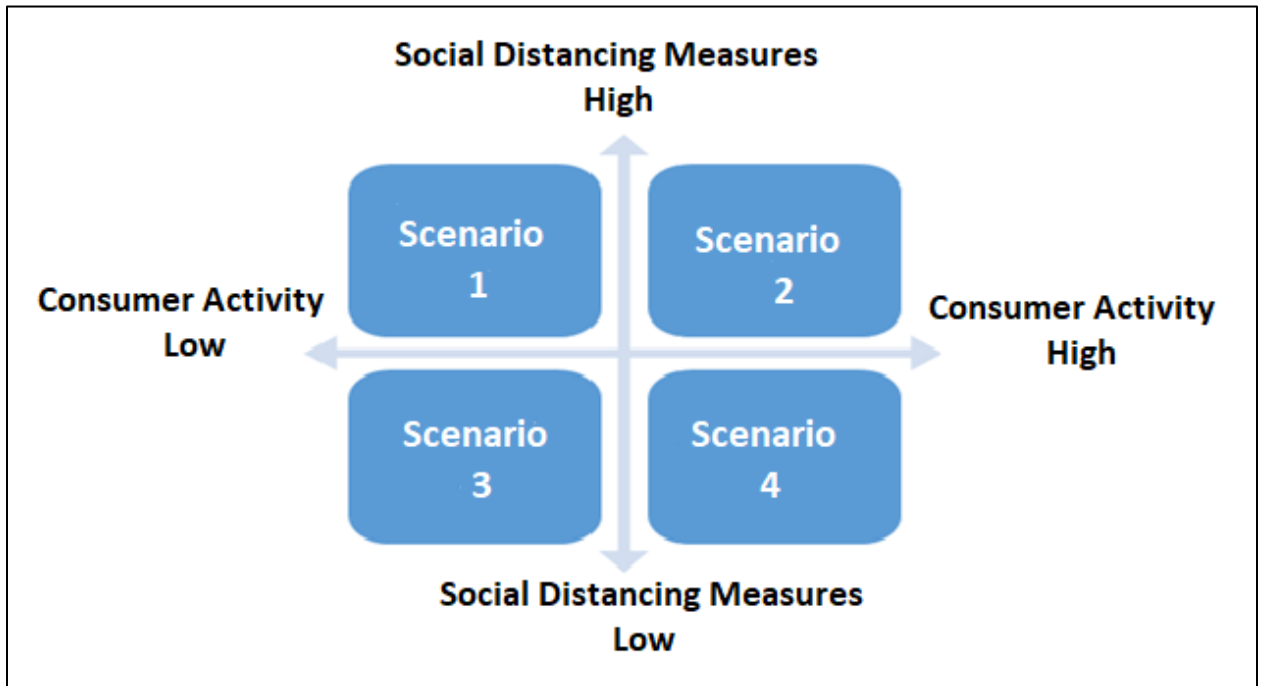 Social Distancing Measures
High
Scenario
1
Scenario
2
Consumer Activity
Low
Consumer Activity
High
Scenario
3
Scenario
4
Social Distancing Measures
Low